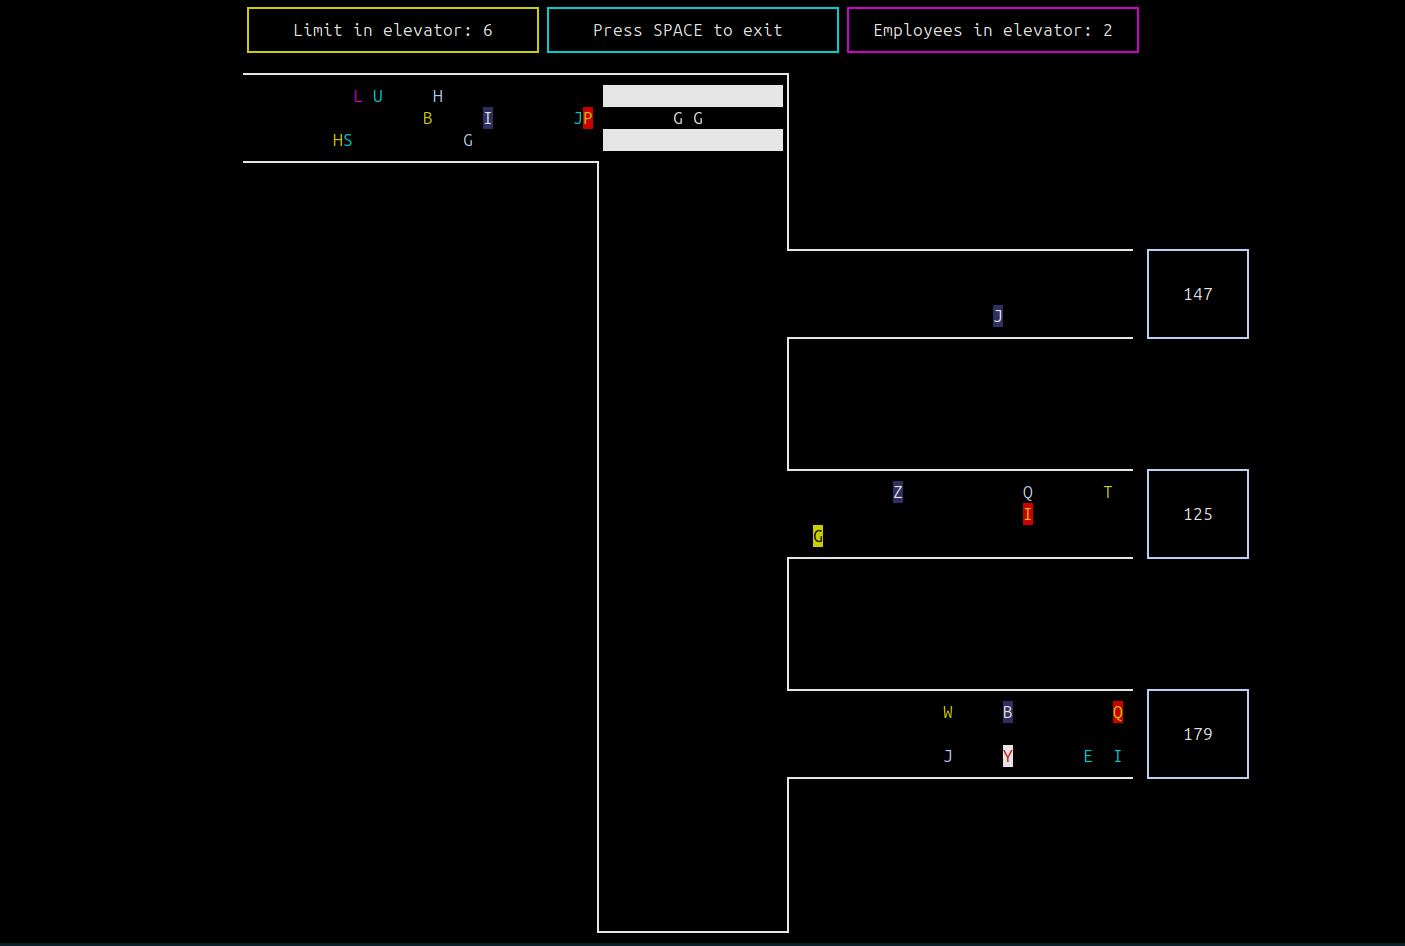 Limit in elevator: 6
Press SPACE to exit
Employees in elevator: 2
L U H
B I JP G G
HS G
147
J
Z Q T
I 125
G
W B Q
179
J Y E I